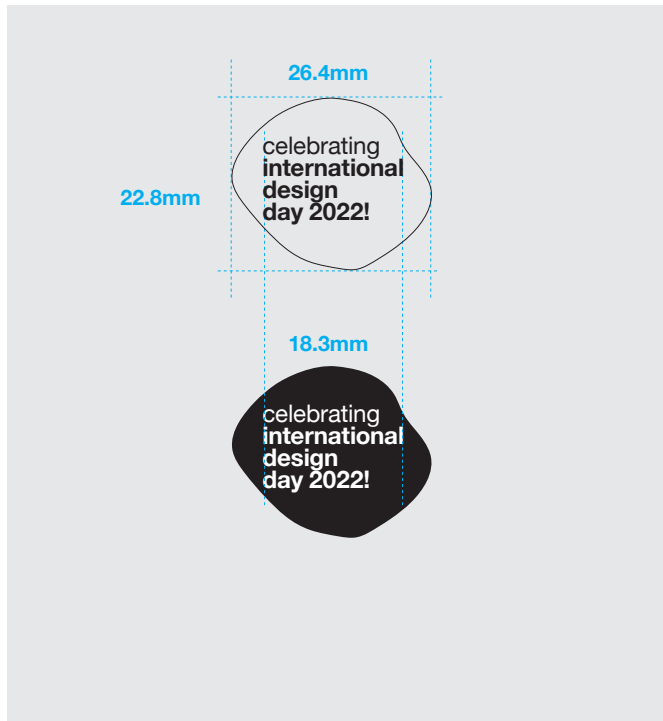 26.4mm
celebrating
international
design
day 2022!
22.8mm
18.3mm
celebrating
international
design
day 2022!